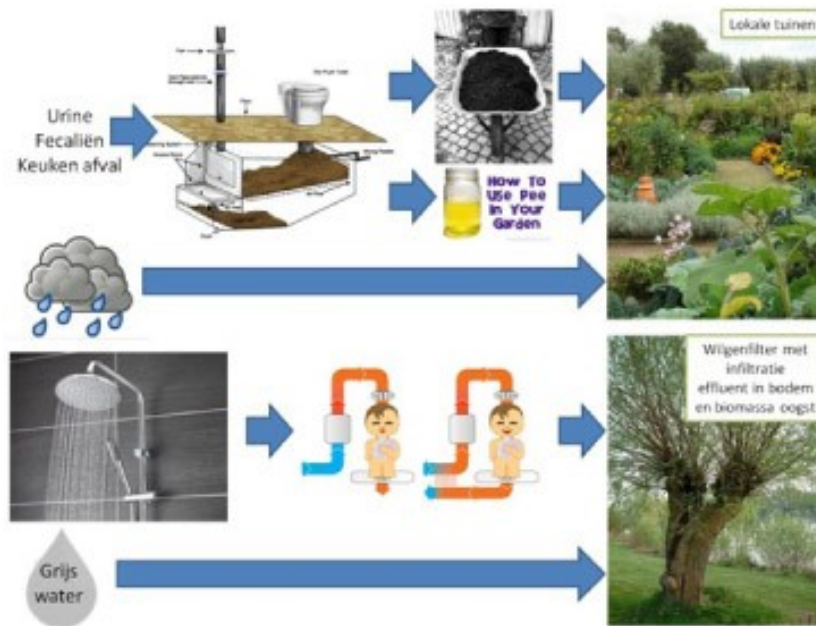 Lokale tuinen
Urine
Fecaliën
Keuken afval
How To
Use Pee
In Your
Garden
Wilgenfilter met
infiltratie
effluent in bodem
en biomassa oogst
Grijs
water